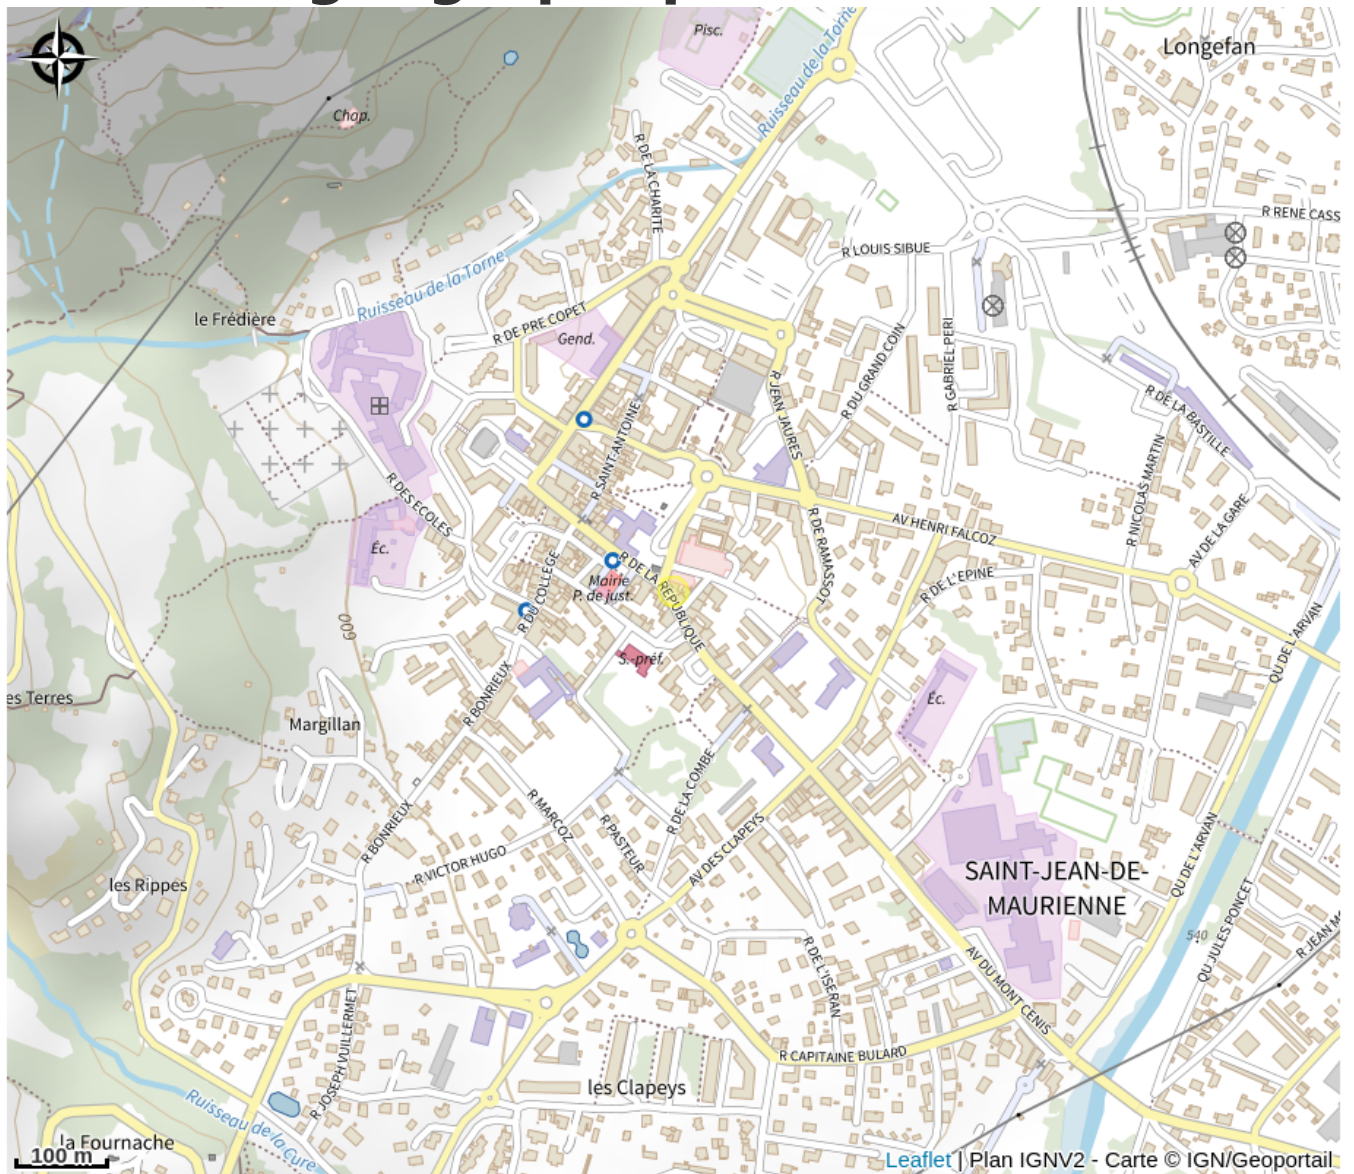 Pisc.
Longefan
Ruisseau de la Torne
Chap.
R DE LA CHARITE
R RENE CASS
R LOUIS SIBUE
Ruisseau de la Torne
le Frédière
R DE PRE COPET
Gend.
R DU GRAND COIN
R GABRIEL-PERI
R JEAN JAURES
R DE LA BASTILLE
R SAINT-ANTOINE
R NICOLAS MARTIN
R DES ECOLES
AV HENRI FALCOZ
AV DE LA GARE
R DE RAMASSOT
Éc.
R DU COLLEGE
R DE LA REPUBLIQUE
Mairie
P. de just.
R DE L'EPINE
600
QU DE L'ARVAN
S.-préf.
es Terres
R BONRIEUX
Éc.
Margillan
R DE LA COMBE
R MARCOZ
R PASTEUR
R BONRIEUX
AV DES CLAPEYS
QU DE L'ARVAN
R VICTOR HUGO
SAINT-JEAN-DE-
MAURIENNE
les Rippes
QU JULES PONCET
540
R JEAN M
R DE L'ISERAN
AV DU MONT CENIS
R JOSEPH VUILLERMET
R CAPITAINE BULARD
les Clapeys
Ruisseau de la Cure
la Fournache
100 m
Leaflet | Plan IGNV2 - Carte © IGN/Geoportail